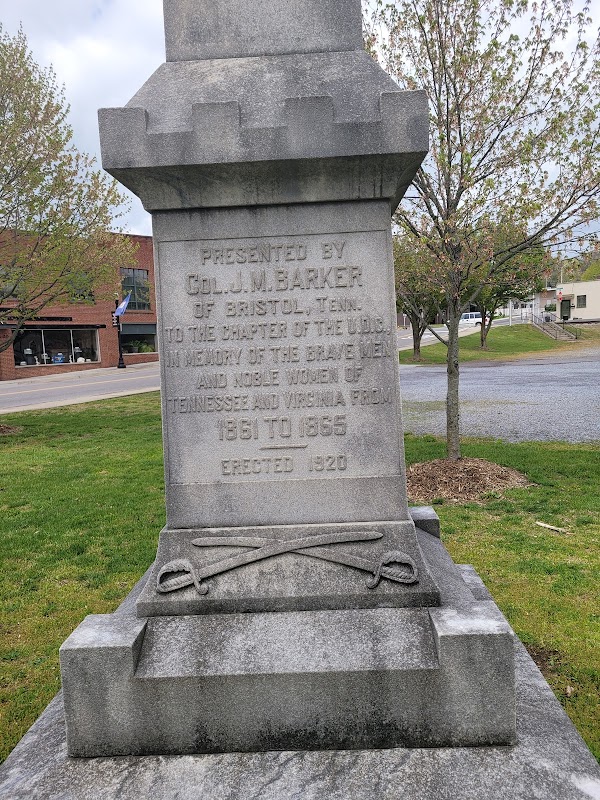 PRESENTED BY
COL. J. M. BARKER
OF BRISTOL, TENN.
TO THE CHAPTER OF THE U.D.C.
IN MEMORY OF THE BRAVE MEN
AND NOBLE WOMEN OF
TENNESSEE AND VIRGINIA FROM
1861 TO 1865
ERECTED 1920